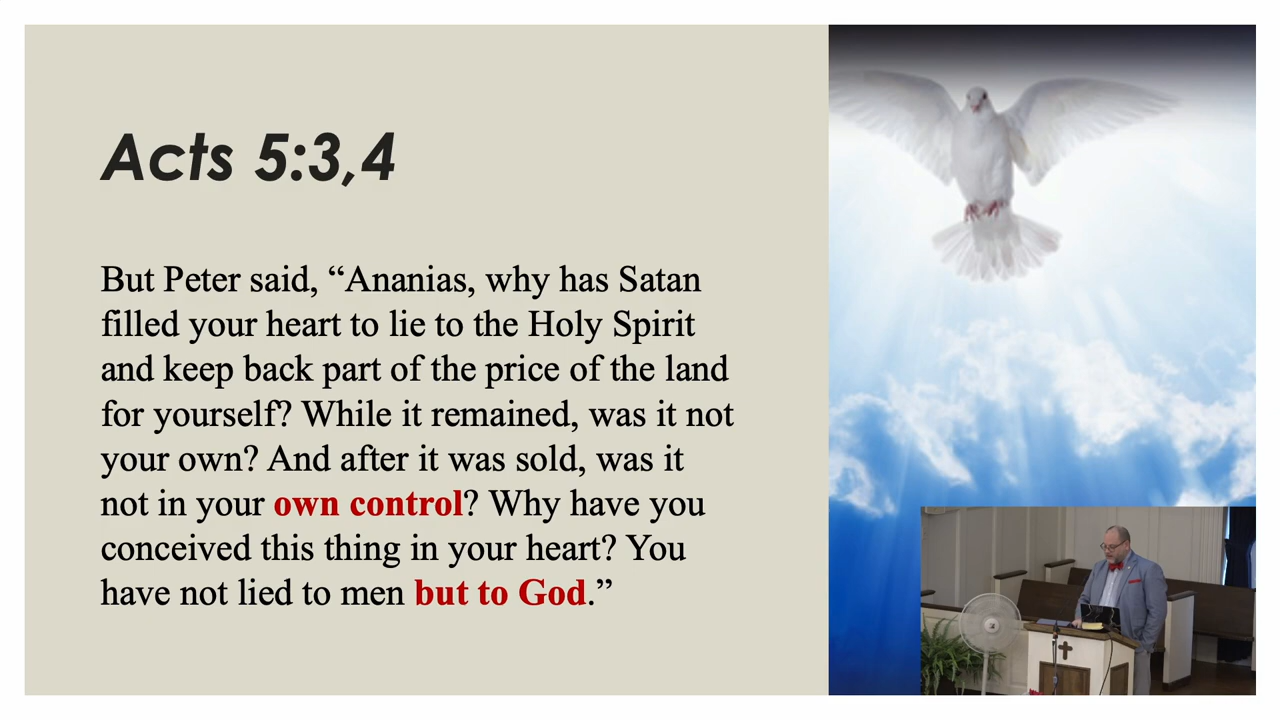 Acts 5:3,4
But Peter said, “Ananias, why has Satan
filled your heart to lie to the Holy Spirit
and keep back part of the price of the land
for yourself? While it remained, was it not
your own? And after it was sold, was it
not in your own control? Why have you
conceived this thing in your heart? You
have not lied to men but to God.”